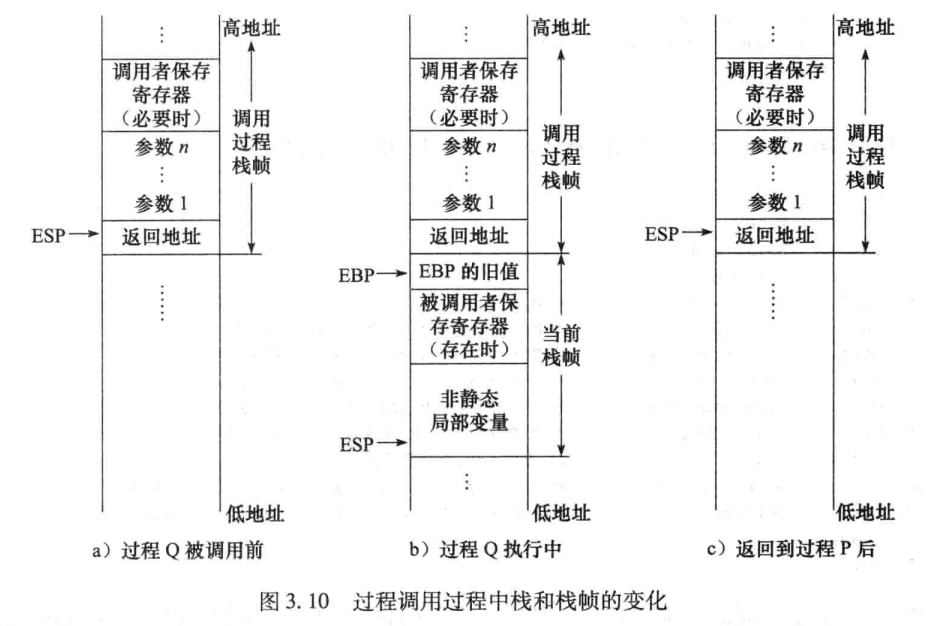 高地址
调用者保存
寄存器
（必要时）
参数 n
参数 1
返回地址
ESP
调用
过程
栈帧
低地址
a）过程 Q 被调用前
高地址
调用者保存
寄存器
（必要时）
参数 n
参数 1
返回地址
EBP
EBP 的旧值
被调用者保
存寄存器
（存在时）
非静态
局部变量
ESP
调用
过程
栈帧
当前
栈帧
低地址
b）过程 Q 执行中
高地址
调用者保存
寄存器
（必要时）
参数 n
参数 1
返回地址
ESP
调用
过程
栈帧
低地址
c）返回到过程 P 后
图 3.10 过程调用过程中栈和栈帧的变化